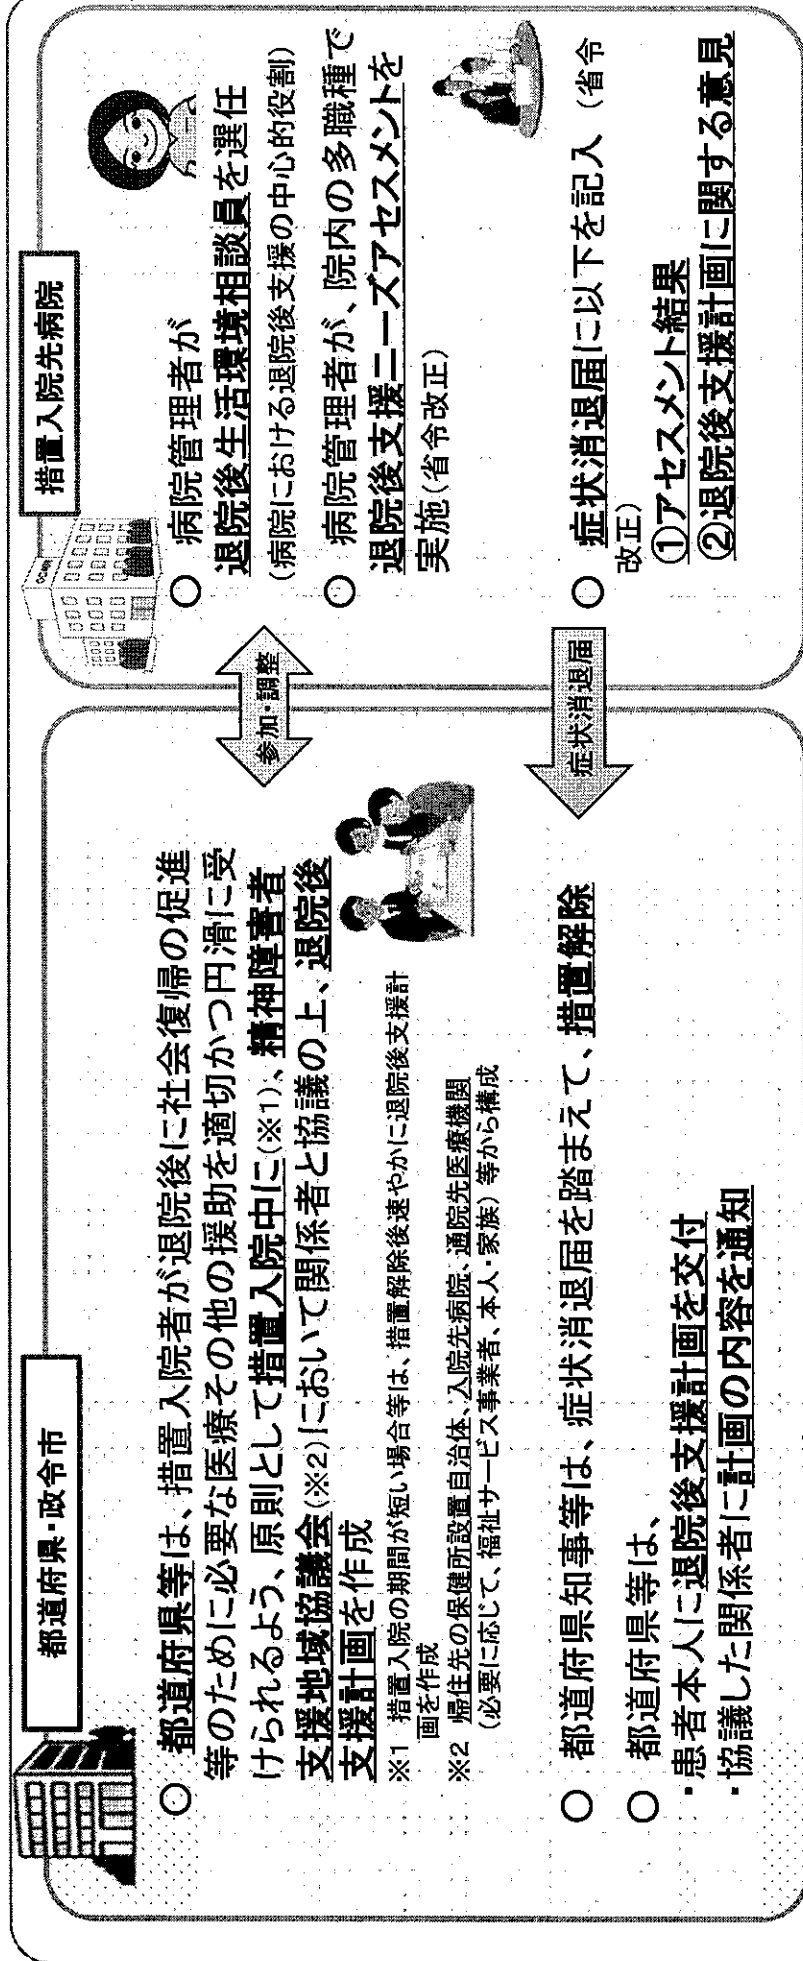 都道府県・政令市
○ 都道府県等は、措置入院者が退院後に社会復帰の促進
等のために必要な医療その他の援助を適切かつ円滑に受
けられるよう、原則として措置入院中に(※1)、精神障害者
支援地域協議会(※2)において関係者と協議の上、退院後
支援計画を作成
※1 措置入院の期間が短い場合等は、措置解除後速やかに退院後支援計
画を作成
※2 帰住先の保健所設置自治体、入院先病院、通院先医療機関
(必要に応じて、福祉サービス事業者、本人・家族)等から構成
○ 都道府県知事等は、症状消退届を踏まえて、措置解除
○ 都道府県等は、
・患者本人に退院後支援計画を交付
・協議した関係者に計画の内容を通知
参加・調整
症状消退届
措置入院先病院
○ 病院管理者が
退院後生活環境相談員を選任
(病院における退院後支援の中心的役割)
○ 病院管理者が、院内の多職種で
退院後支援ニーズアセスメントを
実施(省令改正)
○ 症状消退届に以下を記入(省令
改正)
①アセスメント結果
②退院後支援計画に関する意見